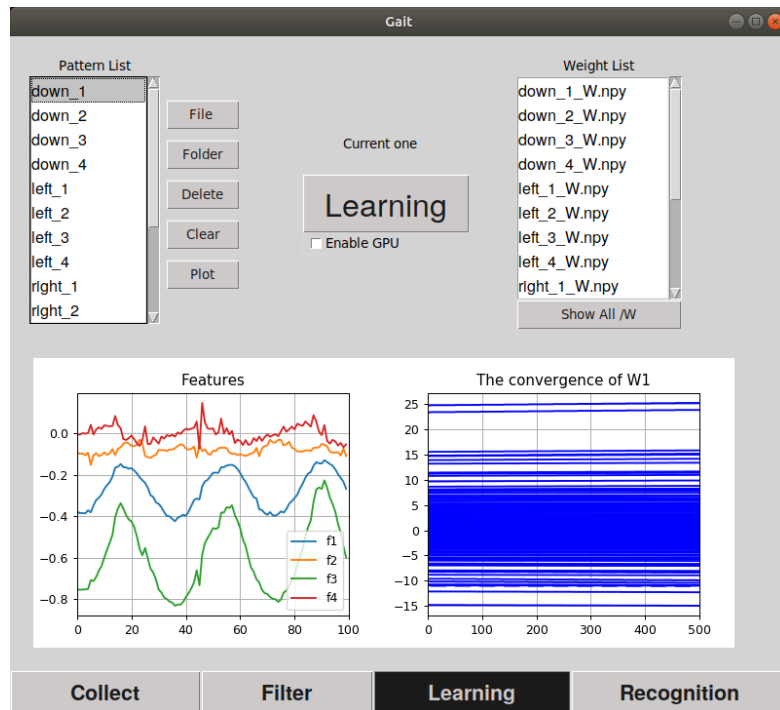 Gait
Pattern List
down_1
down_2
down_3
down_4
left_1
left_2
left_3
left_4
right_1
right_2
File
Folder
Delete
Clear
Plot
Current one
Learning
Enable GPU
Weight List
down_1_W.npy
down_2_W.npy
down_3_W.npy
down_4_W.npy
left_1_W.npy
left_2_W.npy
left_3_W.npy
left_4_W.npy
right_1_W.npy
Show All /W
Features
0.0
−0.2
−0.4
−0.6
−0.8
0 20 40 60 80 100
f1
f2
f3
f4
The convergence of W1
25
20
15
10
5
0
−5
−10
−15
0 100 200 300 400 500
Collect Filter Learning Recognition